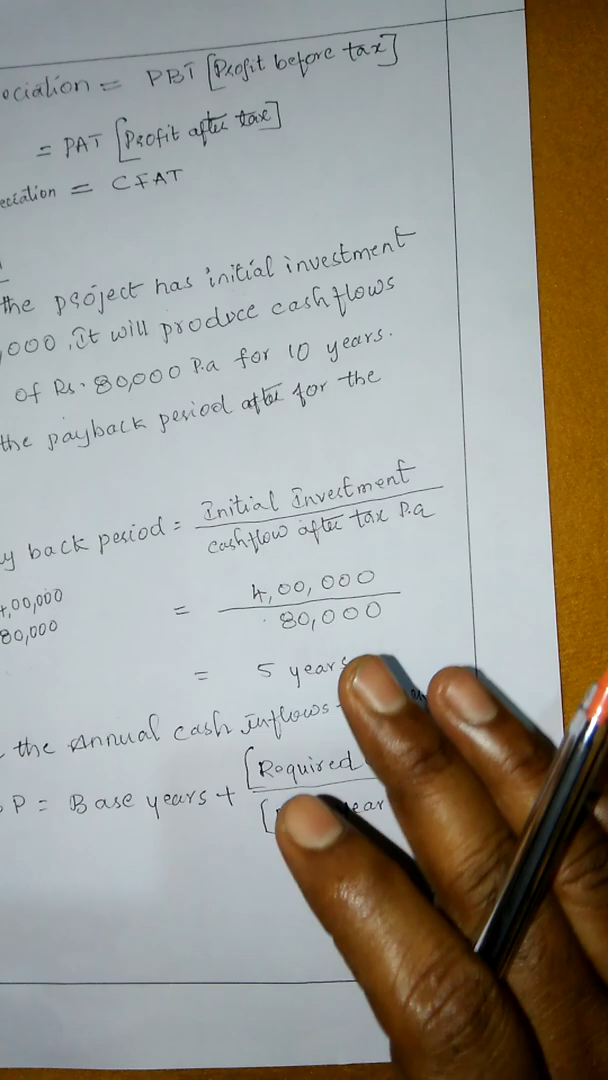 eciation = PBT [Profit before tax]
= PAT [Profit after tax]
eciation = CFAT
the project has initial investment
,000. It will produce cashflows
of Rs. 80,000 P.a for 10 years.
the payback period after for the
y back period = Initial Investment
cashflow after tax P.a
4,00,000
80,000
= 4,00,000
80,000
= 5 years
the Annual cash inflows
P = Base years + [Required